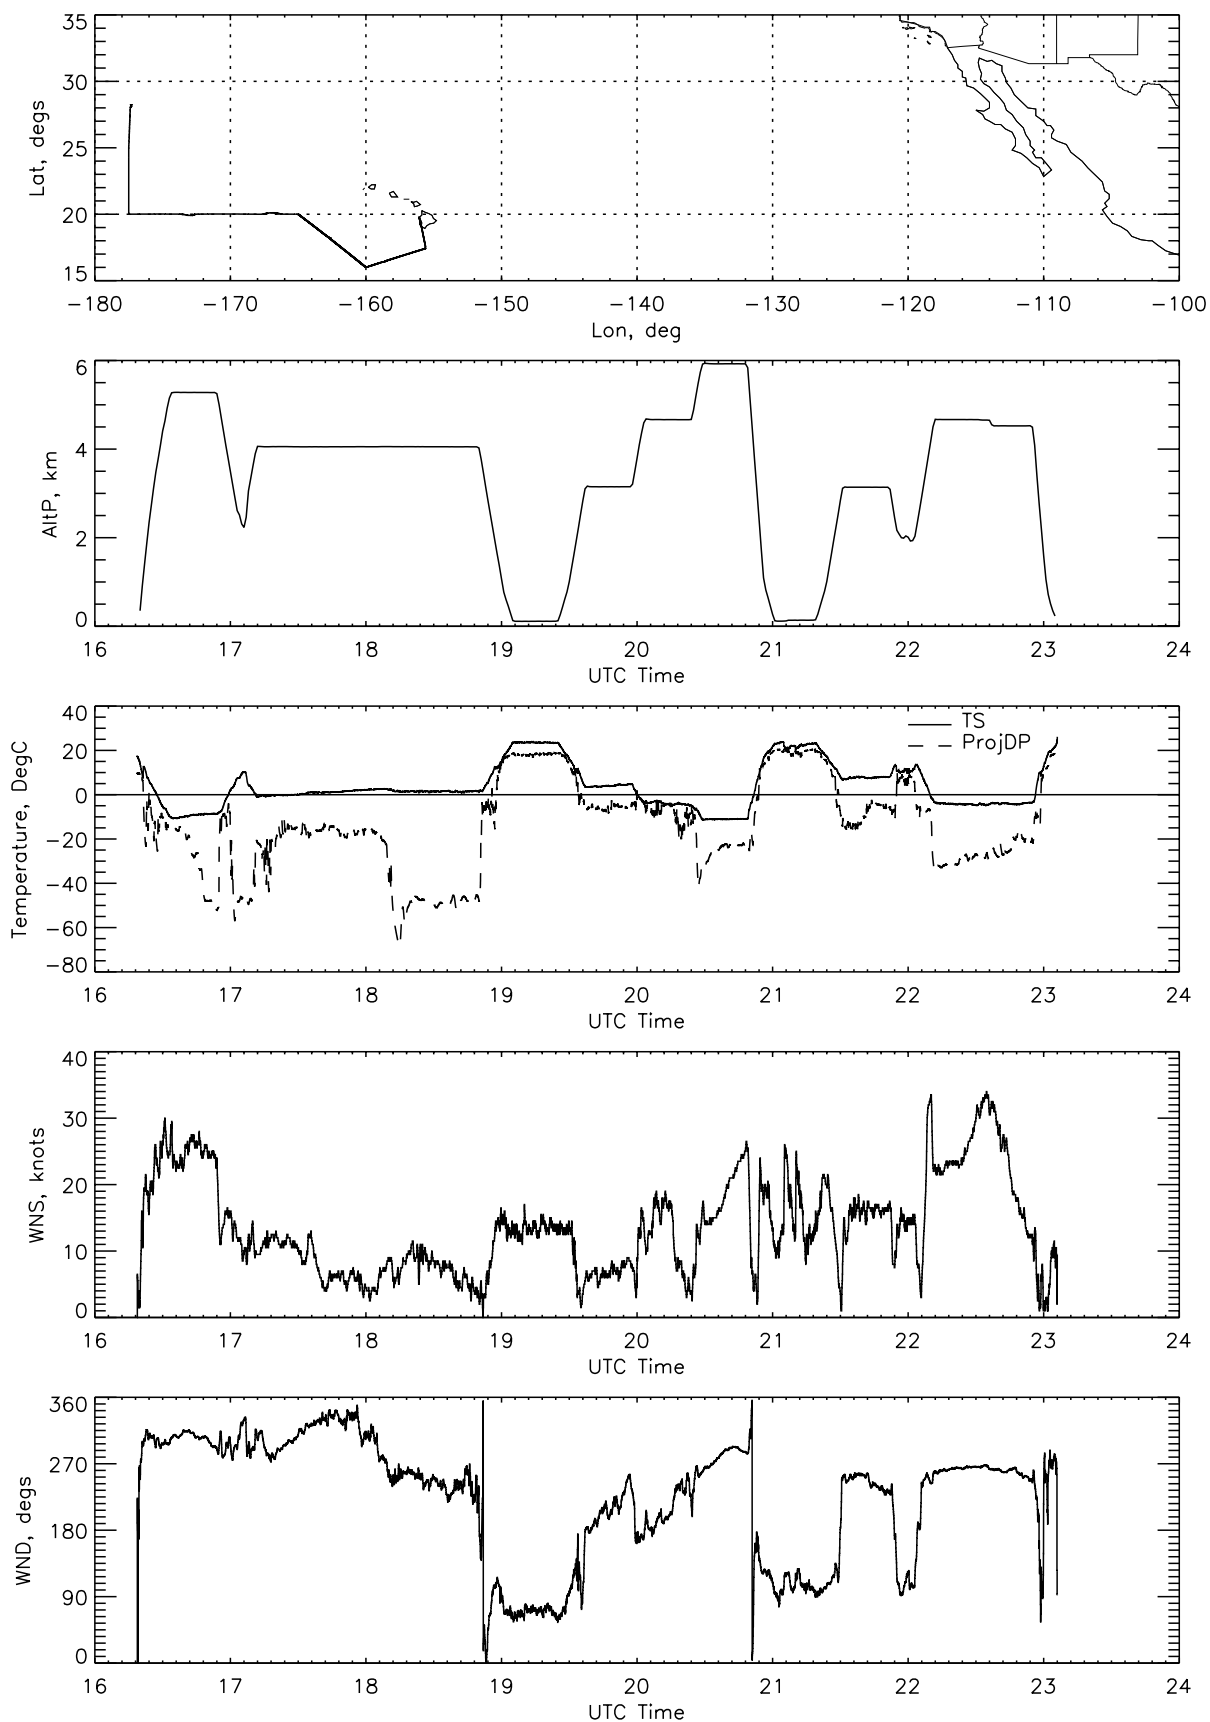 35
30
25
20
15
Lat, degs
-180 -170 -160 -150 -140 -130 -120 -110 -100
Lon, deg
6
4
2
0
AltP, km
16 17 18 19 20 21 22 23 24
UTC Time
40
20
0
-20
-40
-60
-80
Temperature, DegC
TS
ProjDP
16 17 18 19 20 21 22 23 24
UTC Time
40
30
20
10
0
WNS, knots
16 17 18 19 20 21 22 23 24
UTC Time
360
270
180
90
0
WND, degs
16 17 18 19 20 21 22 23 24
UTC Time